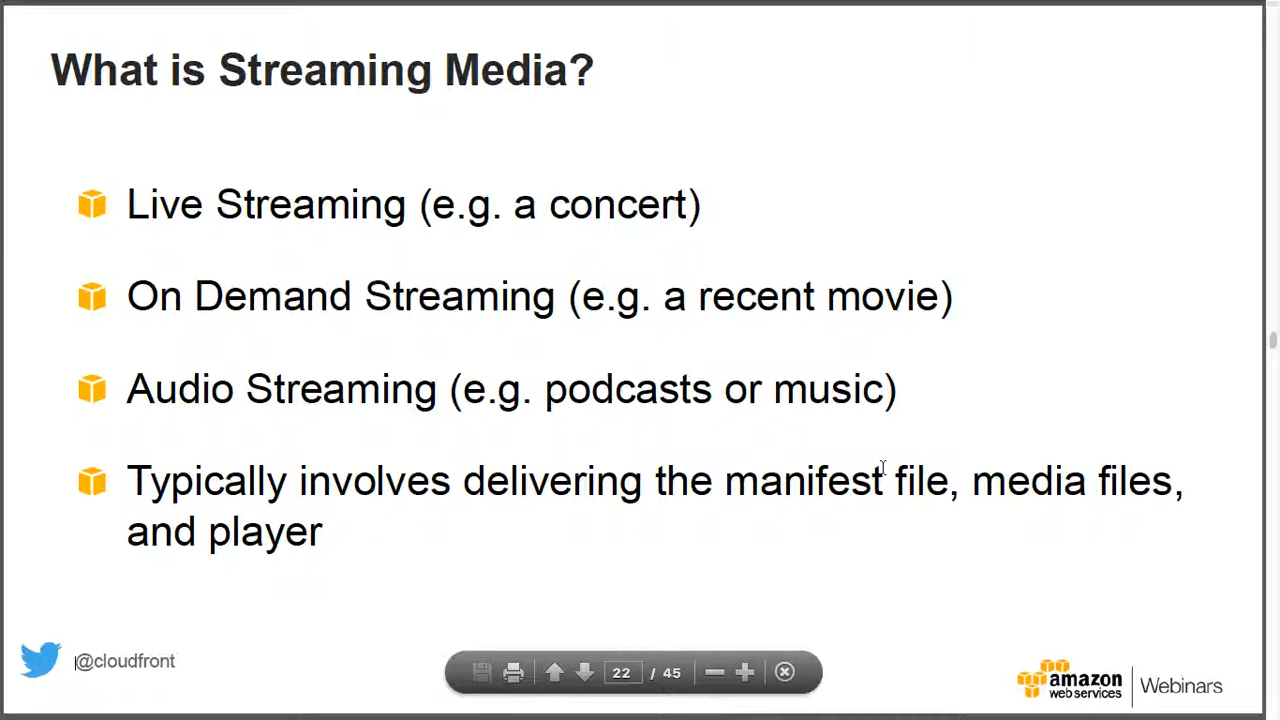 What is Streaming Media?
Live Streaming (e.g. a concert)
On Demand Streaming (e.g. a recent movie)
Audio Streaming (e.g. podcasts or music)
Typically involves delivering the manifest file, media files,
and player
@cloudfront
22 / 45
amazon
web services
Webinars